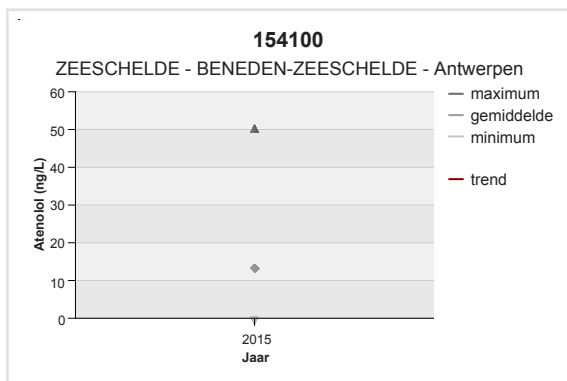 154100
ZEESCHELDE - BENEDEN-ZEESCHELDE - Antwerpen
maximum
gemiddelde
minimum
trend
Atenolol (ng/L)
60
50
40
30
20
10
0
2015
Jaar